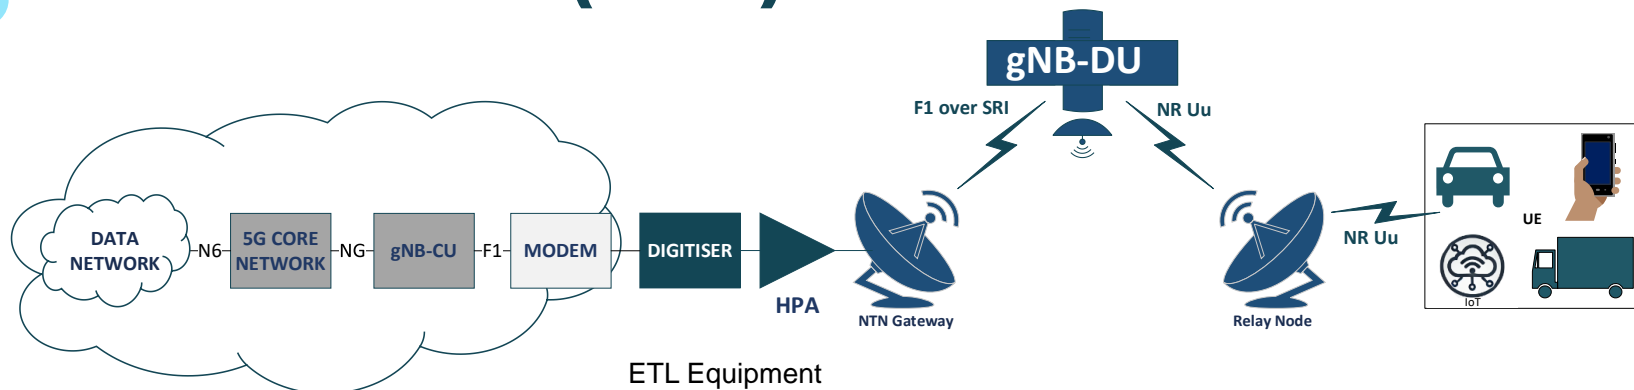 gNB-DU
F1 over SRI
NR Uu
DATA
NETWORK
N6
5G CORE
NETWORK
NG
gNB-CU
F1
MODEM
DIGITISER
HPA
NTN Gateway
Relay Node
NR Uu
UE
IoT
ETL Equipment